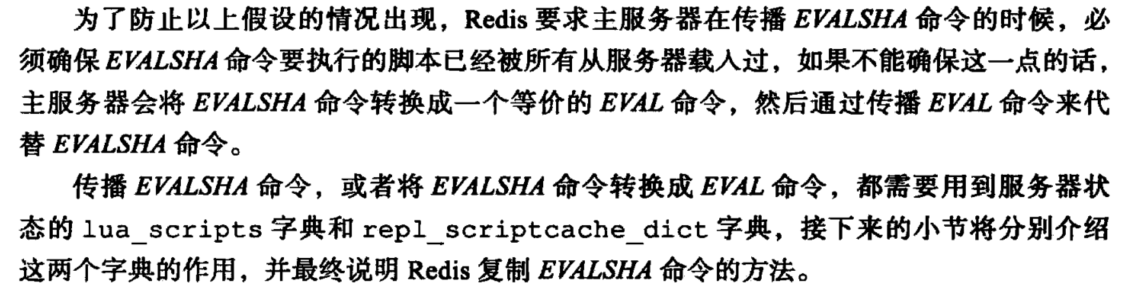 为了防止以上假设的情况出现，Redis 要求主服务器在传播 EVALSHA 命令的时候，必
须确保 EVALSHA 命令要执行的脚本已经被所有从服务器载入过，如果不能确保这一点的话，
主服务器会将 EVALSHA 命令转换成一个等价的 EVAL 命令，然后通过传播 EVAL 命令来代
替 EVALSHA 命令。
传播 EVALSHA 命令，或者将 EVALSHA 命令转换成 EVAL 命令，都需要用到服务器状
态的 lua_scripts 字典和 repl_scriptcache_dict 字典，接下来的小节将分别介绍
这两个字典的作用，并最终说明 Redis 复制 EVALSHA 命令的方法。